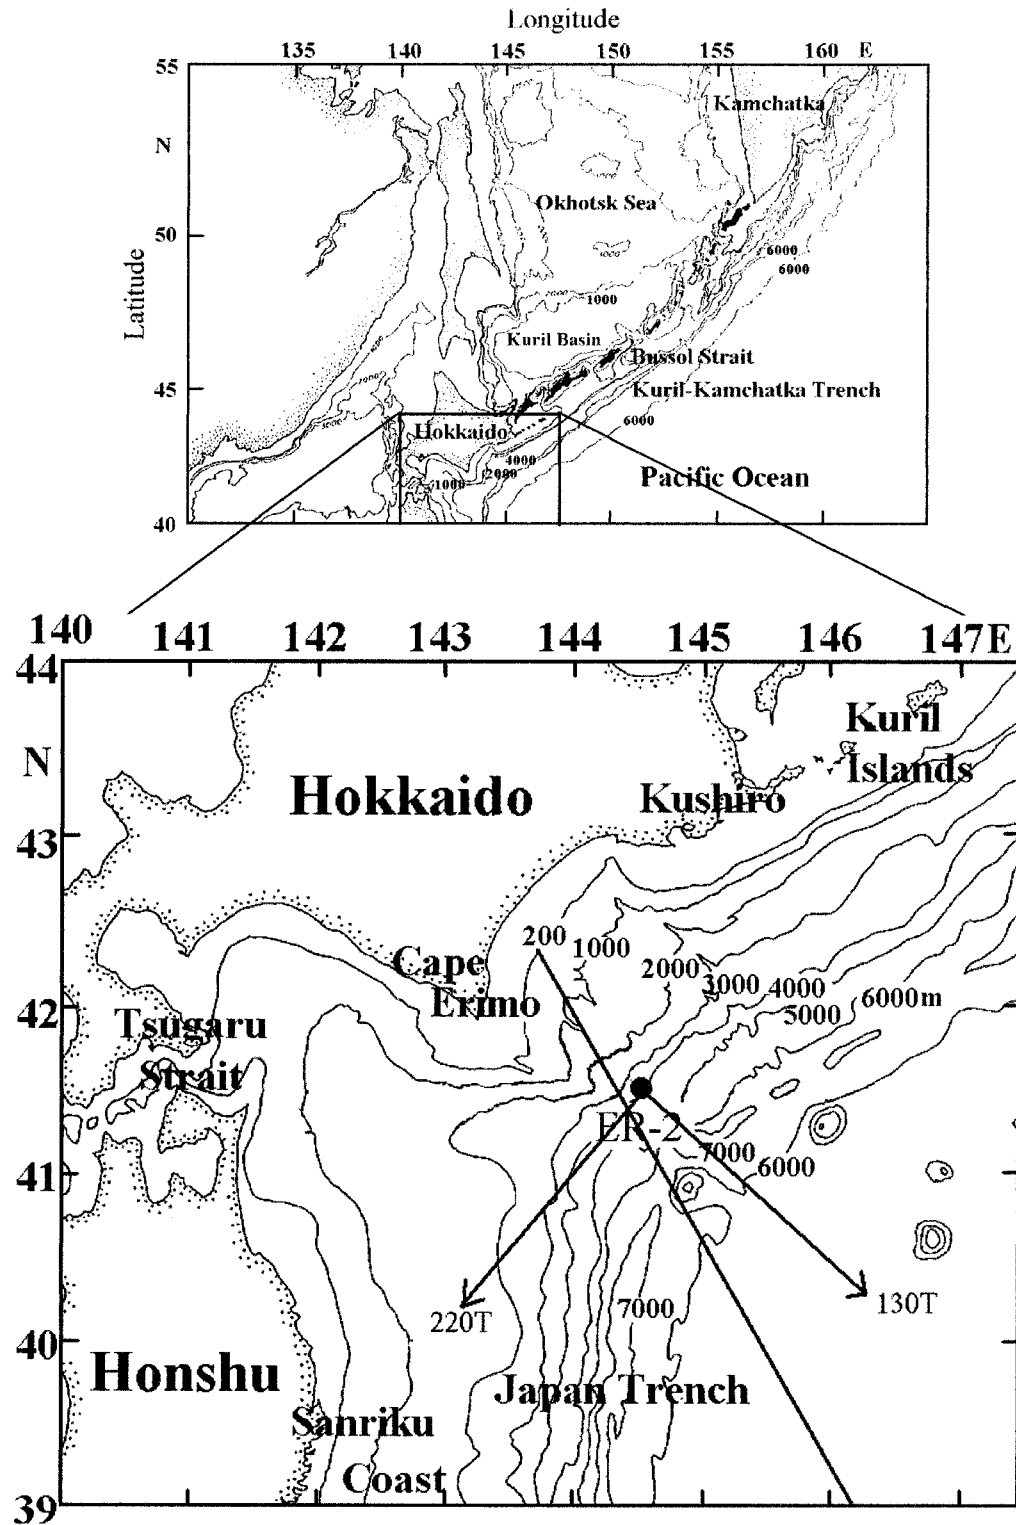 Longitude
135 140 145 150 155 160 E
55
Kamchatka
N
Okhotsk Sea
50
6000
6000
Latitude
1000
Kuril Basin
Bussol Strait
45
Kuril-Kamchatka Trench
6000
Hokkaido
4000
2000
1000
Pacific Ocean
40
140 141 142 143 144 145 146 147E
44
Kuril
N
Islands
Hokkaido
Kushiro
43
200
1000
Cape
2000
3000
4000
6000m
Erimo
5000
42
Tsugaru
Strait
ER-2
7000
6000
41
220T
7000
130T
40
Honshu
Japan Trench
Sanriku
Coast
39